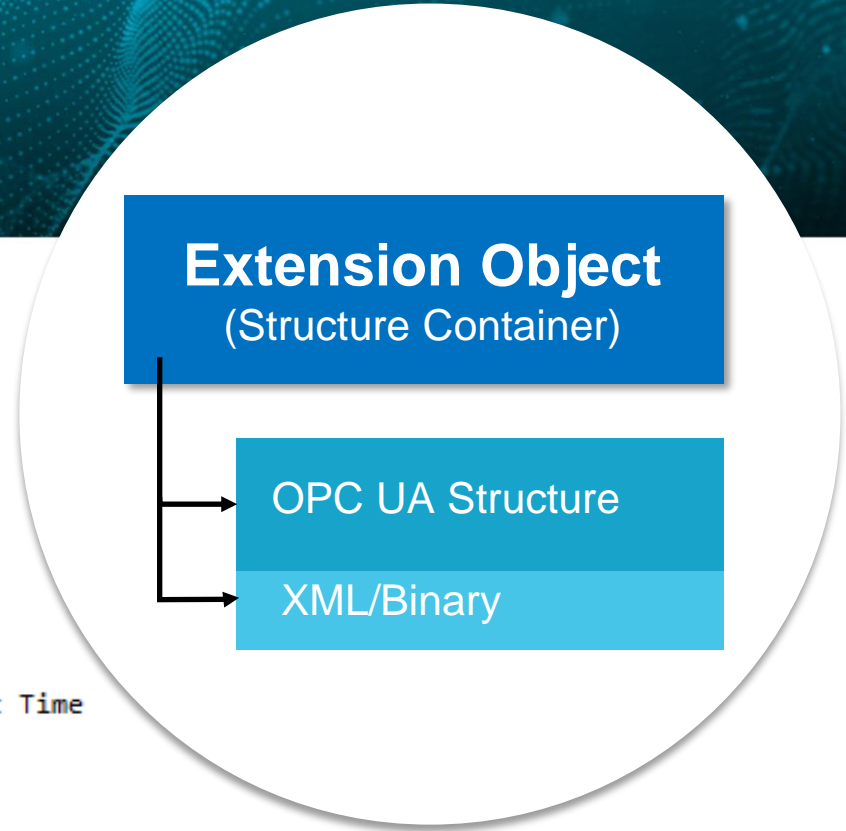 Extension Object
(Structure Container)
OPC UA Structure
XML/Binary
Time